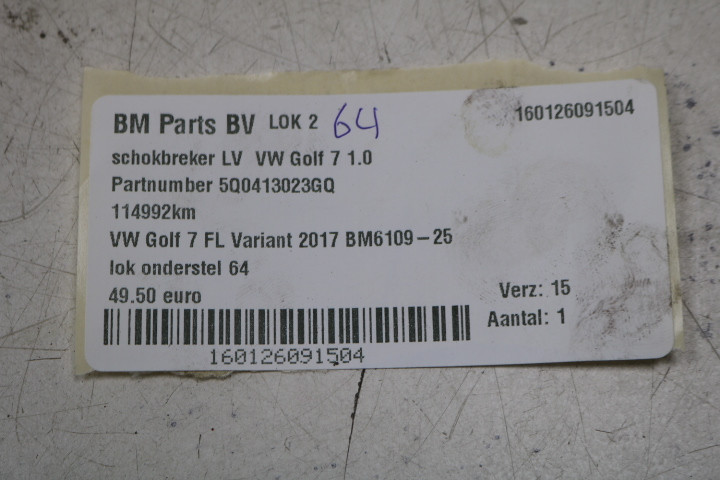 BM Parts BV LOK 2 64 160126091504
schokbreker LV VW Golf 7 1.0
Partnumber 5Q0413023GQ
114992km
VW Golf 7 FL Variant 2017 BM6109-25
lok onderstel 64
49.50 euro Verz: 15
Aantal: 1
160126091504